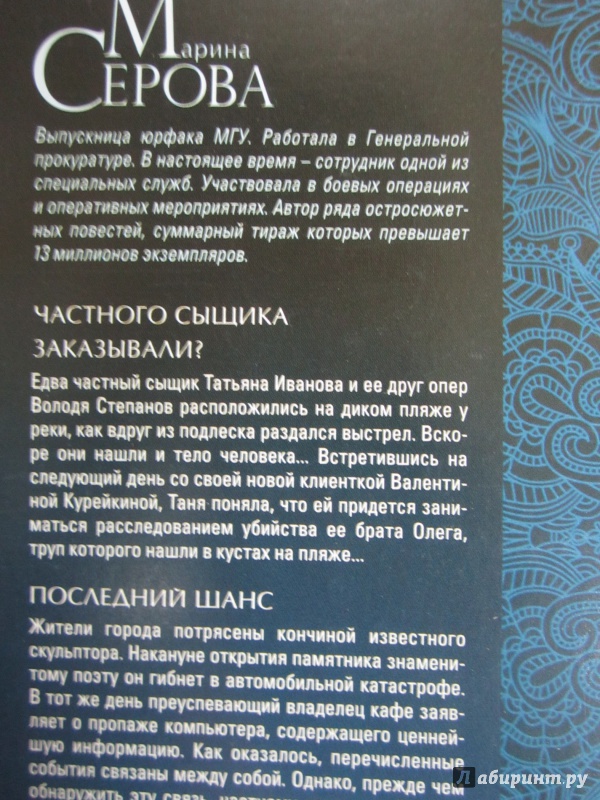 Марина
СЕРОВА
Выпускница юрфака МГУ. Работала в Генеральной
прокуратуре. В настоящее время – сотрудник одной из
специальных служб. Участвовала в боевых операциях
и оперативных мероприятиях. Автор ряда остросюжет-
ных повестей, суммарный тираж которых превышает
13 миллионов экземпляров.
ЧАСТНОГО СЫЩИКА
ЗАКАЗЫВАЛИ?
Едва частный сыщик Татьяна Иванова и ее друг опер
Володя Степанов расположились на диком пляже у
реки, как вдруг из подлеска раздался выстрел. Вско-
ре они нашли и тело человека... Встретившись на
следующий день со своей новой клиенткой Валенти-
ной Курейкиной, Таня поняла, что ей придется зани-
маться расследованием убийства ее брата Олега,
труп которого нашли в кустах на пляже...
ПОСЛЕДНИЙ ШАНС
Жители города потрясены кончиной известного
скульптора. Накануне открытия памятника знамени-
тому поэту он гибнет в автомобильной катастрофе.
В тот же день преуспевающий владелец кафе заяв-
ляет о пропаже компьютера, содержащего ценней-
шую информацию. Как оказалось, перечисленные
события связаны между собой. Однако, прежде чем
обнаружить эту связь,
Лабиринт.ру